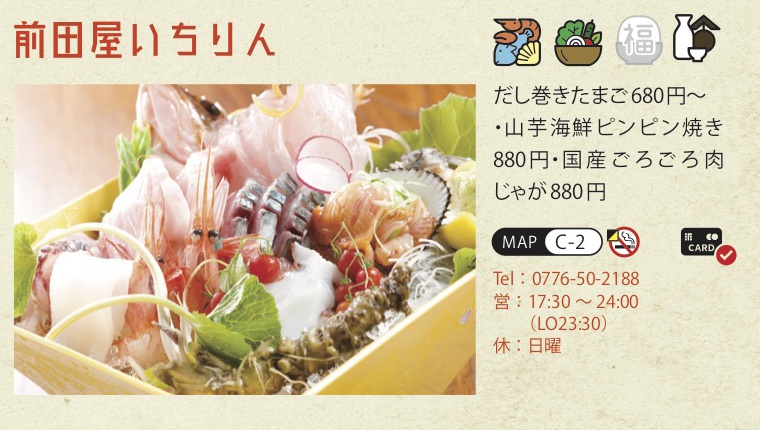 前田屋いちりん
福
だし巻きたまご680円～
・山芋海鮮ピンピン焼き
880円・国産ごろごろ肉
じゃが880円
MAP C-2
CARD
Tel：0776-50-2188
営：17:30 ～ 24:00
（LO23:30）
休：日曜